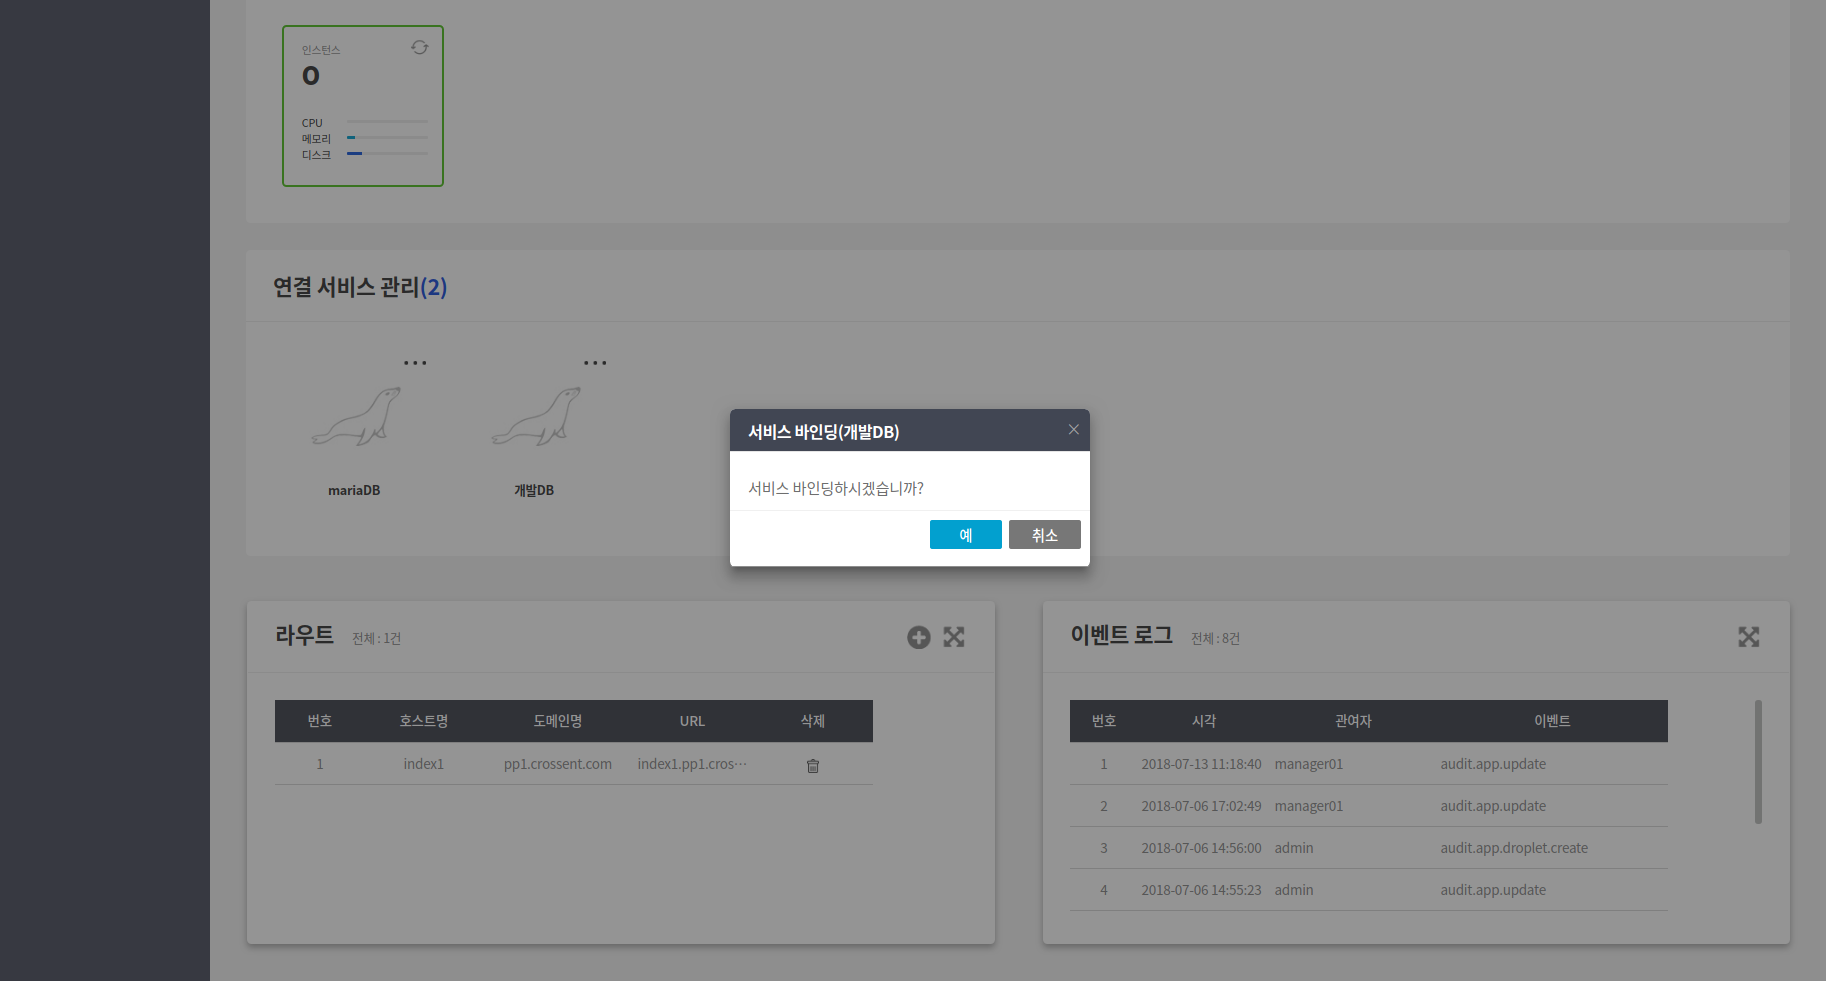 인스턴스
0
CPU
메모리
디스크
연결 서비스 관리(2)
mariaDB
개발DB
서비스 바인딩(개발DB)
서비스 바인딩하시겠습니까?
예 취소
라우트 전체 : 1건
번호 호스트명 도메인명 URL 삭제
1 index1 pp1.crossent.com index1.pp1.cros…
이벤트 로그 전체 : 8건
번호 시각 관여자 이벤트
1 2018-07-13 11:18:40 manager01 audit.app.update
2 2018-07-06 17:02:49 manager01 audit.app.update
3 2018-07-06 14:56:00 admin audit.app.droplet.create
4 2018-07-06 14:55:23 admin audit.app.update